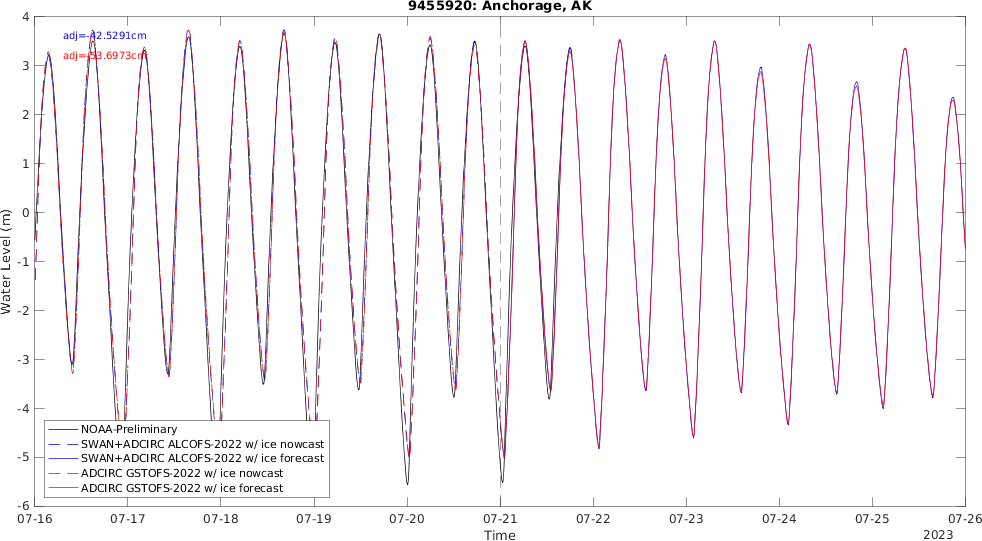 9455920: Anchorage, AK
adj=-42.5291cm
adj=-53.6973cm
4
3
2
1
0
-1
-2
-3
-4
-5
-6
Water Level (m)
NOAA-Preliminary
SWAN+ADCIRC ALCOFS-2022 w/ ice nowcast
SWAN+ADCIRC ALCOFS-2022 w/ ice forecast
ADCIRC GSTOFS-2022 w/ ice nowcast
ADCIRC GSTOFS-2022 w/ ice forecast
07-16 07-17 07-18 07-19 07-20 07-21 07-22 07-23 07-24 07-25 07-26
Time
2023